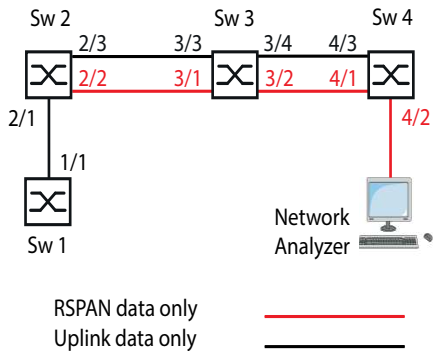 Sw 2
Sw 3
Sw 4
2/3
3/3
3/4
4/3
2/2
3/1
3/2
4/1
2/1
4/2
1/1
Sw 1
Network
Analyzer
RSPAN data only
Uplink data only